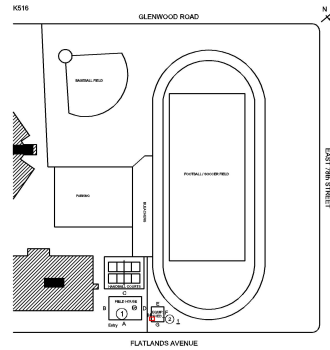 K516
GLENWOOD ROAD
N
BASEBALL FIELD
EAST 78th STREET
FOOTBALL / SOCCER FIELD
PARKING
BLEACHERS
HANDBALL COURTS
C
FIELD HOUSE
B
D
1
Entry
A
E
F
2
1
G
FLATLANDS AVENUE